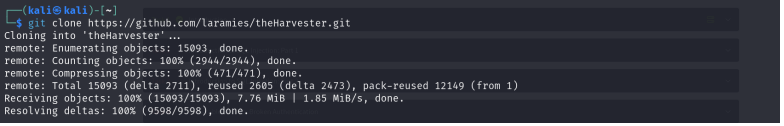 ┌──(kali㉿kali)-[~]
└─$ git clone https://github.com/laramies/theHarvester.git
Cloning into 'theHarvester'...
remote: Enumerating objects: 15093, done.
remote: Counting objects: 100% (2944/2944), done.
remote: Compressing objects: 100% (471/471), done.
remote: Total 15093 (delta 2711), reused 2605 (delta 2473), pack-reused 12149 (from 1)
Receiving objects: 100% (15093/15093), 7.76 MiB | 1.85 MiB/s, done.
Resolving deltas: 100% (9598/9598), done.